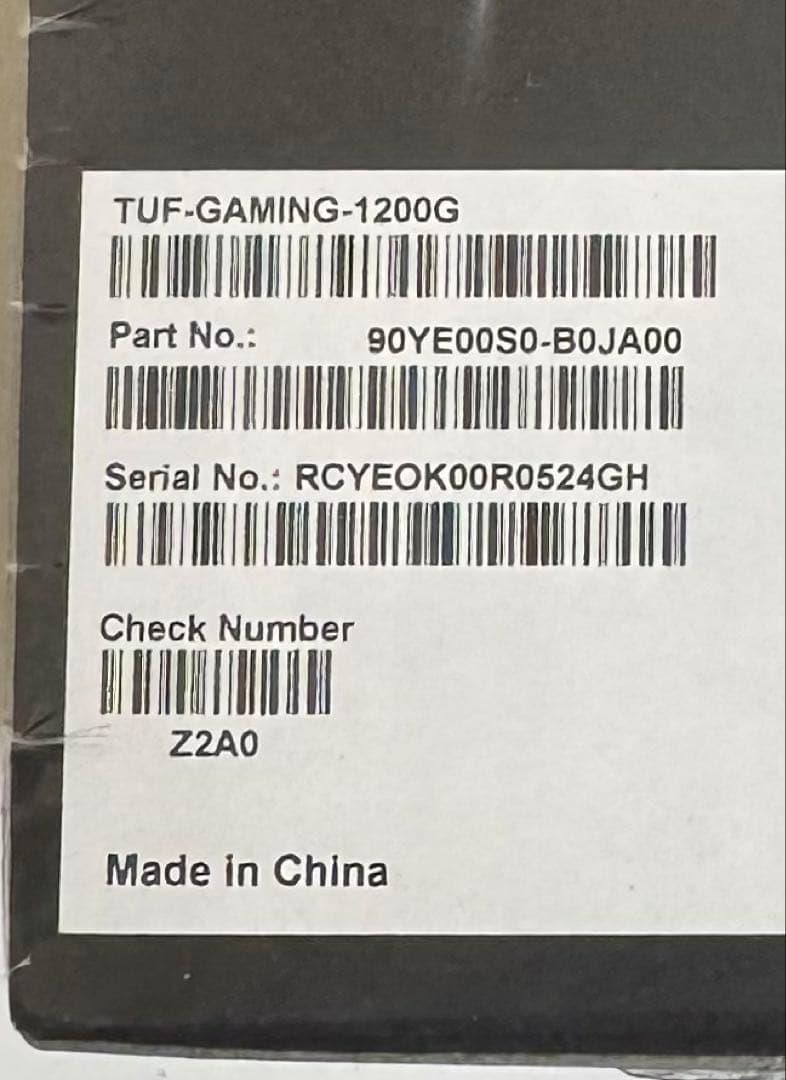 TUF-GAMING-1200G
Part No.: 90YE00S0-B0JA00
Serial No.: RCYEOK00R0524GH
Check Number
Z2A0
Made in China